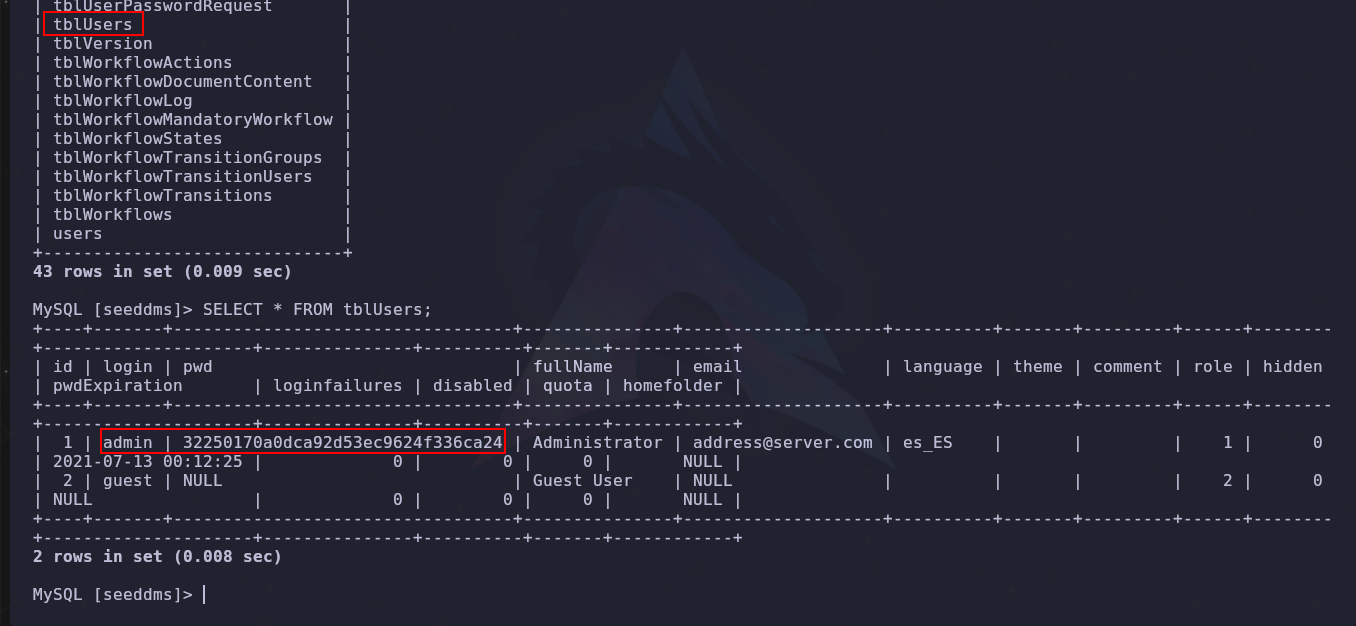 | tblUserPasswordRequest       |
| tblUsers                     |
| tblVersion                   |
| tblWorkflowActions           |
| tblWorkflowDocumentContent   |
| tblWorkflowLog               |
| tblWorkflowMandatoryWorkflow |
| tblWorkflowStates            |
| tblWorkflowTransitionGroups  |
| tblWorkflowTransitionUsers   |
| tblWorkflowTransitions       |
| tblWorkflows                 |
| users                        |
+------------------------------+
43 rows in set (0.009 sec)

MySQL [seeddms]> SELECT * FROM tblUsers;
+----+-------+----------------------------------+---------------+--------------------+----------+-------+---------+------+--------
+---------------------+---------------+----------+-------+------------+
| id | login | pwd                              | fullName      | email              | language | theme | comment | role | hidden
| pwdExpiration       | loginfailures | disabled | quota | homefolder |
+----+-------+----------------------------------+---------------+--------------------+----------+-------+---------+------+--------
+---------------------+---------------+----------+-------+------------+
|  1 | admin | 32250170a0dca92d53ec9624f336ca24 | Administrator | address@server.com | es_ES    |       |         |    1 |      0
| 2021-07-13 00:12:25 |             0 |        0 |     0 |       NULL |
|  2 | guest | NULL                             | Guest User    | NULL               |          |       |         |    2 |      0
| NULL                |             0 |        0 |     0 |       NULL |
+----+-------+----------------------------------+---------------+--------------------+----------+-------+---------+------+--------
+---------------------+---------------+----------+-------+------------+
2 rows in set (0.008 sec)

MySQL [seeddms]>